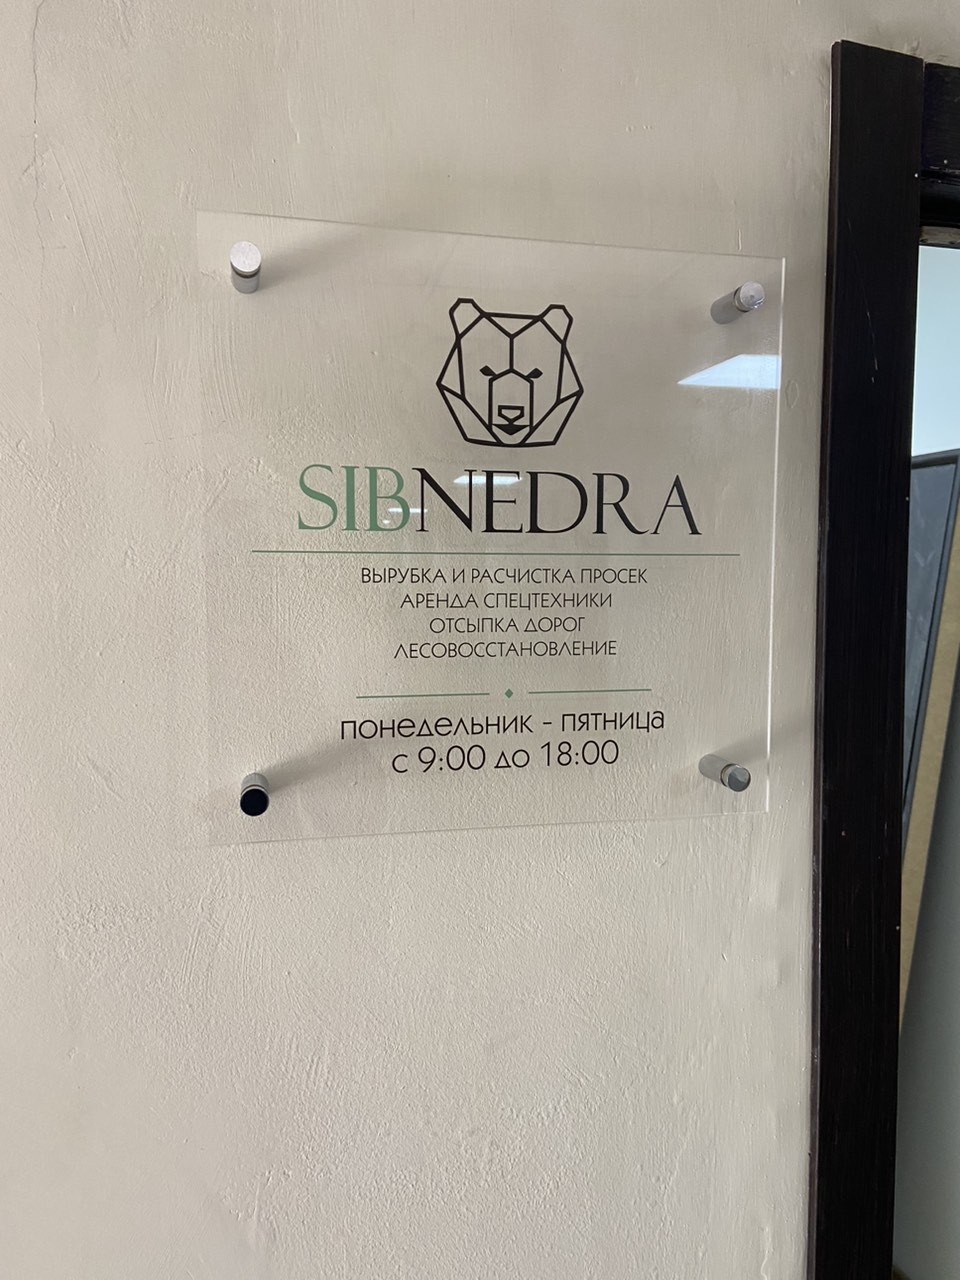 SIBNEDRA
ВЫРУБКА И РАСЧИСТКА ПРОСЕК
АРЕНДА СПЕЦТЕХНИКИ
ОТСЫПКА ДОРОГ
ЛЕСОВОССТАНОВЛЕНИЕ
понедельник - пятница
с 9:00 до 18:00